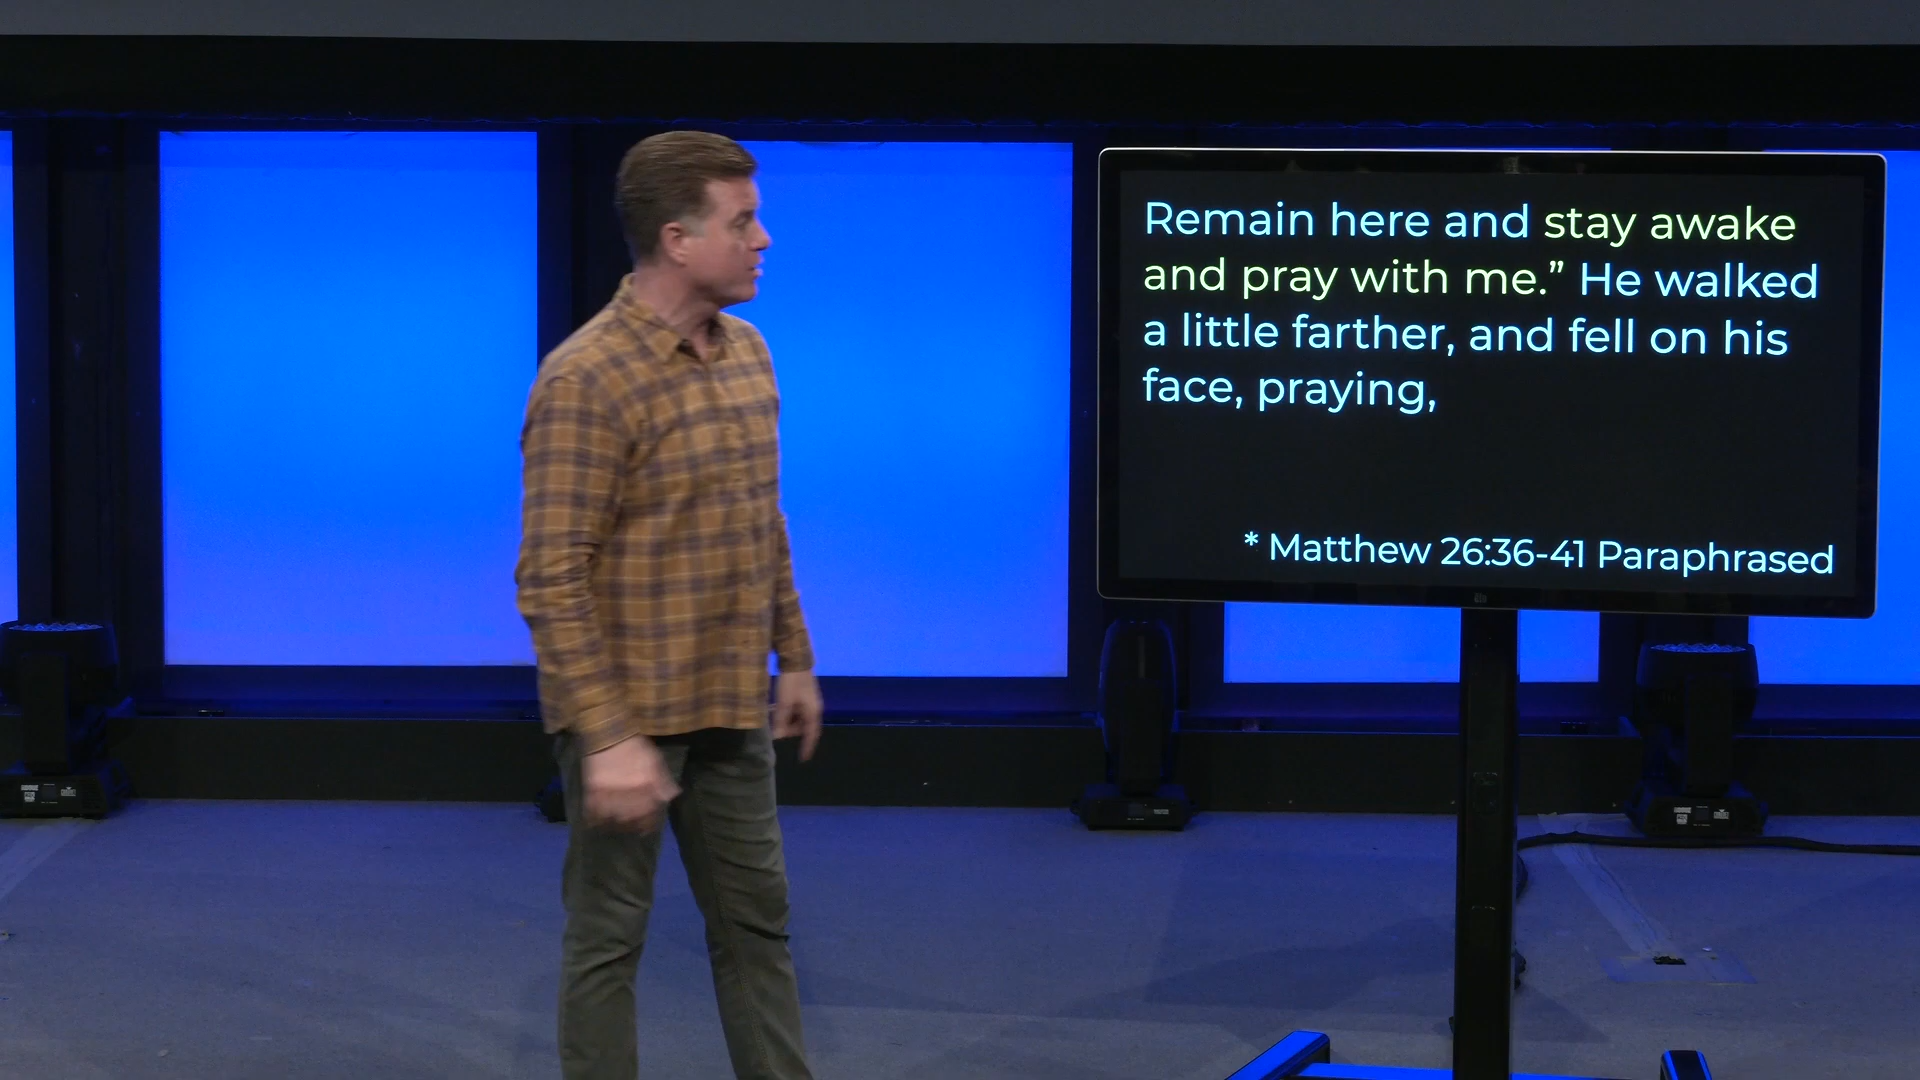 Remain here and stay awake
and pray with me.” He walked
a little farther, and fell on his
face, praying,
* Matthew 26:36-41 Paraphrased